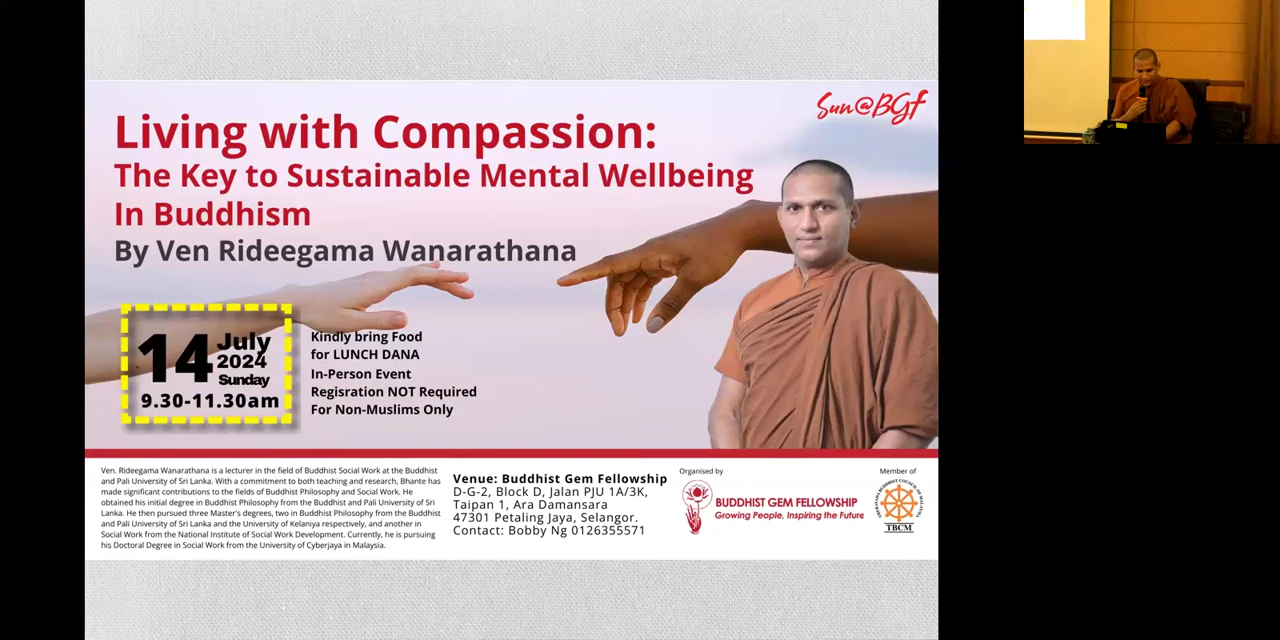 Sun@BGf
Living with Compassion:
The Key to Sustainable Mental Wellbeing
In Buddhism
By Ven Rideegama Wanarathana
14 July
2024
Sunday
9.30-11.30am
Kindly bring Food
for LUNCH DANA
In-Person Event
Regisration NOT Required
For Non-Muslims Only
Ven. Rideegama Wanarathana is a lecturer in the field of Buddhist Social Work at the Buddhist
and Pali University of Sri Lanka. With a commitment to both teaching and research, Bhante has
made significant contributions to the fields of Buddhist Philosophy and Social Work. He
obtained his initial degree in Buddhist Philosophy from the Buddhist and Pali University of Sri
Lanka. He then pursued three Master's degrees, two in Buddhist Philosophy from the Buddhist
and Pali University of Sri Lanka and the University of Kelaniya respectively, and another in
Social Work from the National Institute of Social Work Development. Currently, he is pursuing
his Doctoral Degree in Social Work from the University of Cyberjaya in Malaysia.
Venue: Buddhist Gem Fellowship
D-G-2, Block D, Jalan PJU 1A/3K,
Taipan 1, Ara Damansara
47301 Petaling Jaya, Selangor.
Contact: Bobby Ng 0126355571
Organised by
BUDDHIST GEM FELLOWSHIP
Growing People, Inspiring the Future
Member of
THERAVADA BUDDHIST COUNCIL OF MALAYSIA
TBCM